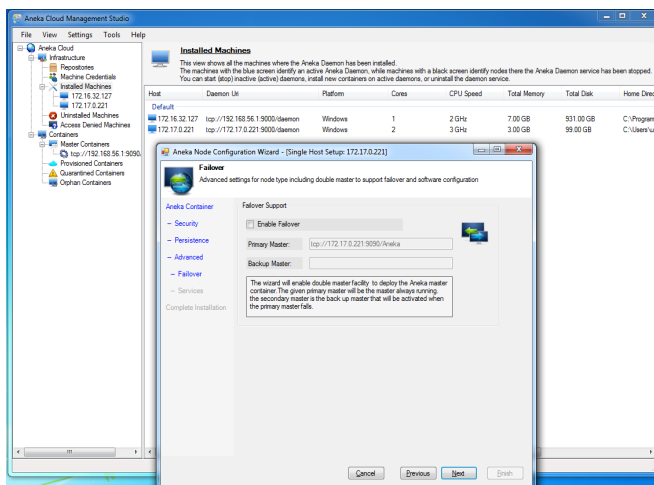 Aneka Cloud Management Studio
File View Settings Tools Help
Aneka Cloud
Infrastructure
Repositories
Machine Credentials
Installed Machines
172.16.32.127
172.17.0.221
Uninstalled Machines
Access Denied Machines
Containers
Master Containers
tcp://192.168.56.1:9090
Provisioned Containers
Quarantined Containers
Orphan Containers
Installed Machines
This view shows all the machines where the Aneka Daemon has been installed.
The machines with the blue screen identify an active Aneka Daemon, while machines with a black screen identify nodes there the Aneka Daemon service has been stopped.
You can start (stop) inactive (active) daemons, install new containers on active daemons, or uninstall the daemon service.
Host Daemon Uri Platform Cores CPU Speed Total Memory Total Disk Home Direc
Default
172.16.32.127 tcp://192.168.56.1:9000/daemon Windows 1 2 GHz 7.00 GB 931.00 GB C:\Program
172.17.0.221 tcp://172.17.0.221:9000/daemon Windows 2 3 GHz 3.00 GB 99.00 GB C:\Users\u
Aneka Node Configuration Wizard - [Single Host Setup: 172.17.0.221]
Failover
Advanced settings for node type including double master to support failover and software configuration
Aneka Container
– Security
– Persistence
– Advanced
– Failover
– Services
Complete Installation
Failover Support
Enable Failover
Primary Master: tcp://172.17.0.221:9090/Aneka
Backup Master:
The wizard will enable double master facility to deploy the Aneka master
container.The given primary master will be the master always running.
the secondary master is the back up master that will be activated when
the primary master falls.
Cancel Previous Next Finish